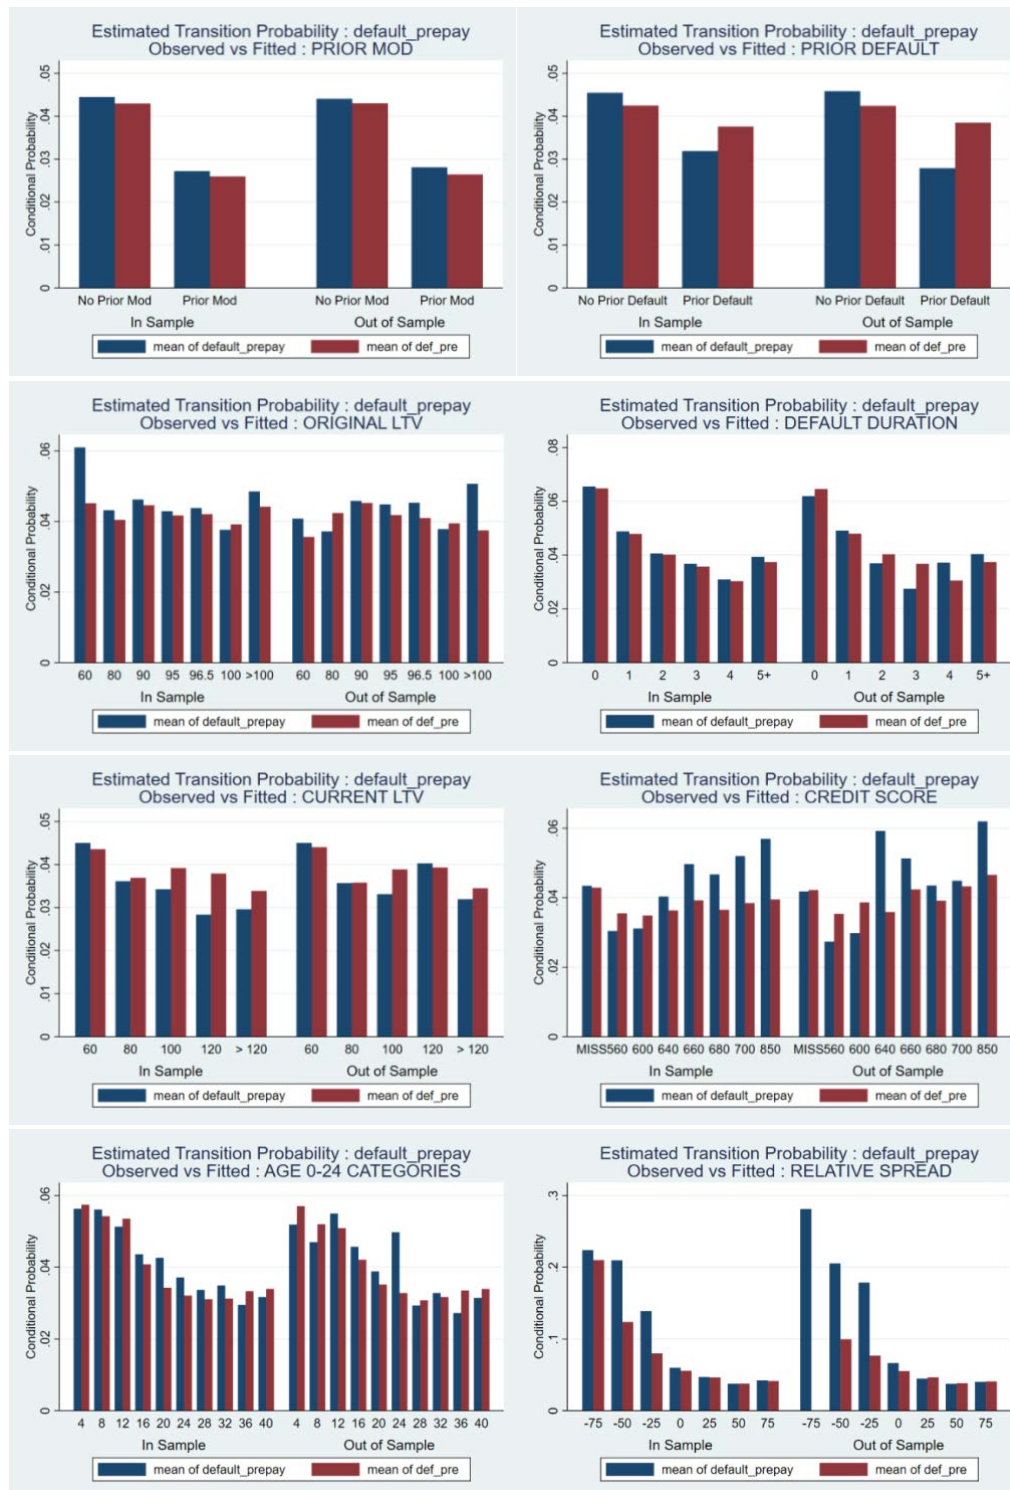 Estimated Transition Probability : default_prepay
Observed vs Fitted : PRIOR MOD
Conditional Probability
0 .01 .02 .03 .04 .05
No Prior Mod Prior Mod No Prior Mod Prior Mod
In Sample Out of Sample
mean of default_prepay mean of def_pre
Estimated Transition Probability : default_prepay
Observed vs Fitted : PRIOR DEFAULT
Conditional Probability
0 .01 .02 .03 .04 .05
No Prior Default Prior Default No Prior Default Prior Default
In Sample Out of Sample
mean of default_prepay mean of def_pre
Estimated Transition Probability : default_prepay
Observed vs Fitted : ORIGINAL LTV
Conditional Probability
0 .02 .04 .06
60 80 90 95 96.5 100 >100 60 80 90 95 96.5 100 >100
In Sample Out of Sample
mean of default_prepay mean of def_pre
Estimated Transition Probability : default_prepay
Observed vs Fitted : DEFAULT DURATION
Conditional Probability
0 .02 .04 .06 .08
0 1 2 3 4 5+ 0 1 2 3 4 5+
In Sample Out of Sample
mean of default_prepay mean of def_pre
Estimated Transition Probability : default_prepay
Observed vs Fitted : CURRENT LTV
Conditional Probability
0 .01 .02 .03 .04 .05
60 80 100 120 > 120 60 80 100 120 > 120
In Sample Out of Sample
mean of default_prepay mean of def_pre
Estimated Transition Probability : default_prepay
Observed vs Fitted : CREDIT SCORE
Conditional Probability
0 .02 .04 .06
MISS560 600 640 660 680 700 850 MISS560 600 640 660 680 700 850
In Sample Out of Sample
mean of default_prepay mean of def_pre
Estimated Transition Probability : default_prepay
Observed vs Fitted : AGE 0-24 CATEGORIES
Conditional Probability
0 .02 .04 .06
4 8 12 16 20 24 28 32 36 40 4 8 12 16 20 24 28 32 36 40
In Sample Out of Sample
mean of default_prepay mean of def_pre
Estimated Transition Probability : default_prepay
Observed vs Fitted : RELATIVE SPREAD
Conditional Probability
0 .1 .2 .3
-75 -50 -25 0 25 50 75 -75 -50 -25 0 25 50 75
In Sample Out of Sample
mean of default_prepay mean of def_pre